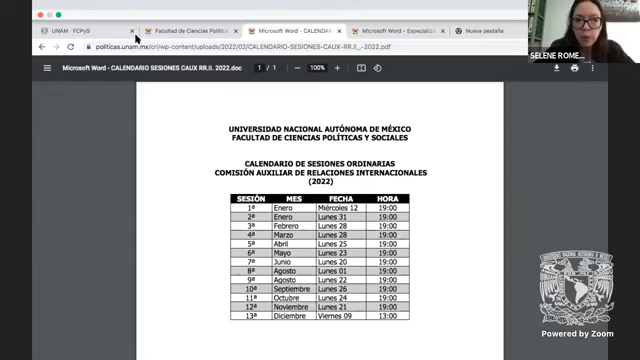 UNAM · FCPyS
Facultad de Ciencias Polític
Microsoft Word - CALENDAR
Microsoft Word - Especializa
Nueva pestaña
politicas.unam.mx/cri/wp-content/uploads/2022/02/CALENDARIO-SESIONES-CAUX-RR.II_.-2022.pdf
SELENE ROME...
Microsoft Word - CALENDARIO SESIONES CAUX RR.II. 2022.doc
1 / 1
100%
UNIVERSIDAD NACIONAL AUTÓNOMA DE MÉXICO
FACULTAD DE CIENCIAS POLÍTICAS Y SOCIALES
CALENDARIO DE SESIONES ORDINARIAS
COMISIÓN AUXILIAR DE RELACIONES INTERNACIONALES
(2022)
SESIÓN MES FECHA HORA
1ª Enero Miércoles 12 19:00
2ª Enero Lunes 31 19:00
3ª Febrero Lunes 28 19:00
4ª Marzo Lunes 28 19:00
5ª Abril Lunes 25 19:00
6ª Mayo Lunes 23 19:00
7ª Junio Lunes 20 19:00
8ª Agosto Lunes 01 19:00
9ª Agosto Lunes 22 19:00
10ª Septiembre Lunes 26 19:00
11ª Octubre Lunes 24 19:00
12ª Noviembre Lunes 21 19:00
13ª Diciembre Viernes 09 13:00
Powered by Zoom